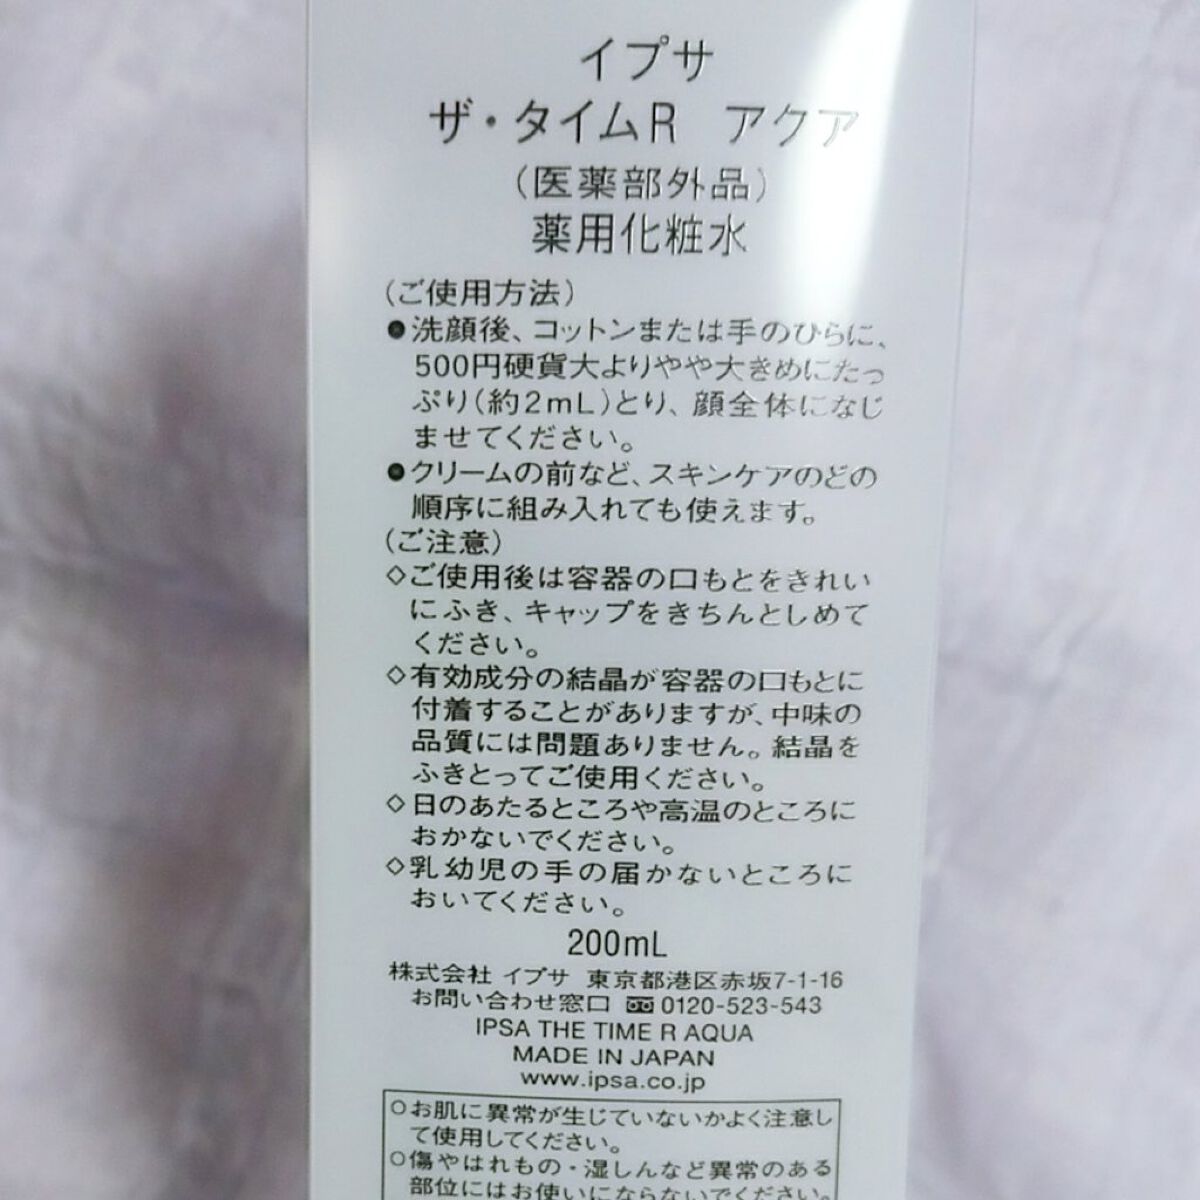 イプサ
ザ・タイムR アクア
(医薬部外品)
薬用化粧水
(ご使用方法)
●洗顔後、コットンまたは手のひらに、
500円硬貨大よりやや大きめにたっ
ぷり(約2mL)とり、顔全体になじ
ませてください。
●クリームの前など、スキンケアのどの
順序に組み入れても使えます。
(ご注意)
◇ご使用後は容器の口もとをきれい
にふき、キャップをきちんとしめて
ください。
◇有効成分の結晶が容器の口もとに
付着することがありますが、中味の
品質には問題ありません。結晶を
ふきとってご使用ください。
◇日のあたるところや高温のところに
おかないでください。
◇乳幼児の手の届かないところに
おいてください。
200mL
株式会社 イプサ 東京都港区赤坂7-1-16
お問い合わせ窓口 0120-523-543
IPSA THE TIME R AQUA
MADE IN JAPAN
www.ipsa.co.jp
○お肌に異常が生じていないかよく注意し
て使用してください。
○傷やはれもの・湿しんなど異常のある
部位にはお使いにならないでください。